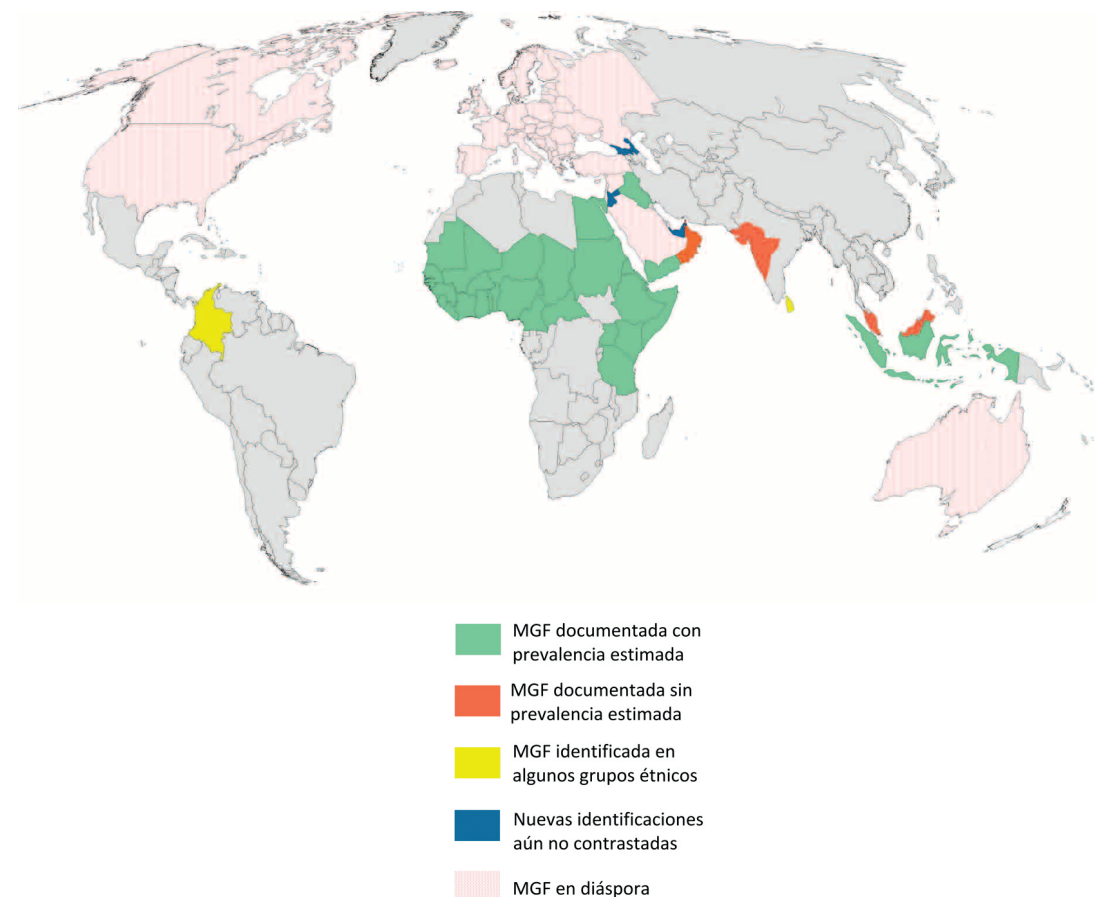 MGF documentada con
prevalencia estimada
MGF documentada sin
prevalencia estimada
MGF identificada en
algunos grupos étnicos
Nuevas identificaciones
aún no contrastadas
MGF en diáspora